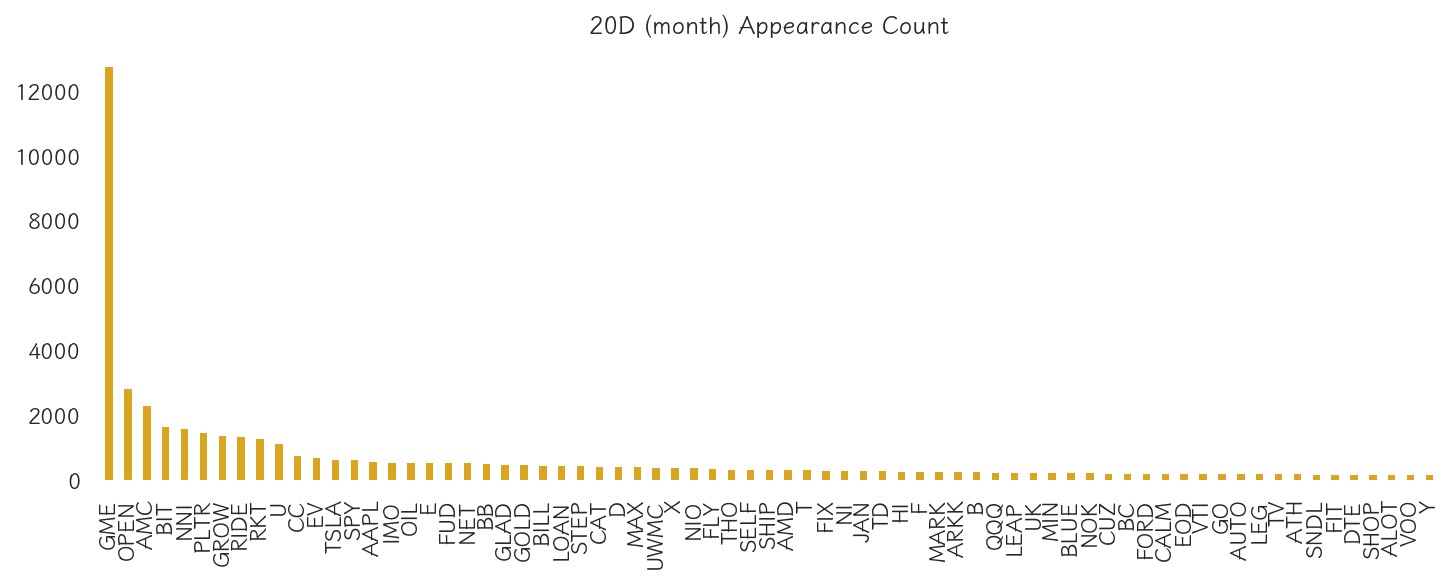 20D (month) Appearance Count
12000
10000
8000
6000
4000
2000
0
GME
OPEN
AMC
BIT
NNI
PLTR
GROW
RIDE
RKT
U
CC
EV
TSLA
SPY
AAPL
IMO
OIL
E
FUD
NET
BB
GLAD
GOLD
BILL
LOAN
STEP
CAT
D
MAX
UWMC
X
NIO
FLY
THO
SELF
SHIP
AMD
T
FIX
NI
JAN
TD
HI
F
MARK
ARKK
B
QQQ
LEAP
UK
MIN
BLUE
NOK
CUZ
BC
FORD
CALM
EOD
VTI
GO
AUTO
LEG
TV
ATH
SNDL
FIT
DTE
SHOP
ALOT
VOO
Y